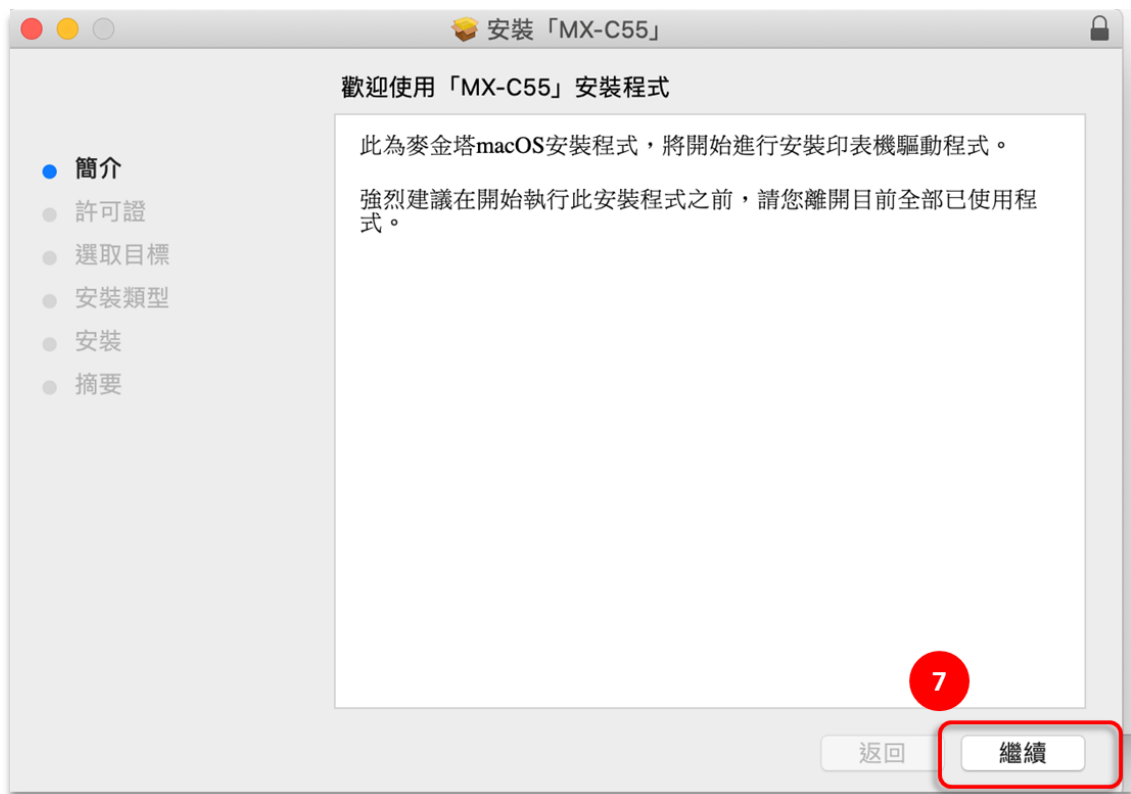 安裝「MX-C55」
歡迎使用「MX-C55」安裝程式
簡介
許可證
選取目標
安裝類型
安裝
摘要
此為麥金塔macOS安裝程式，將開始進行安裝印表機驅動程式。
強烈建議在開始執行此安裝程式之前，請您離開目前全部已使用程
式。
7
返回
繼續